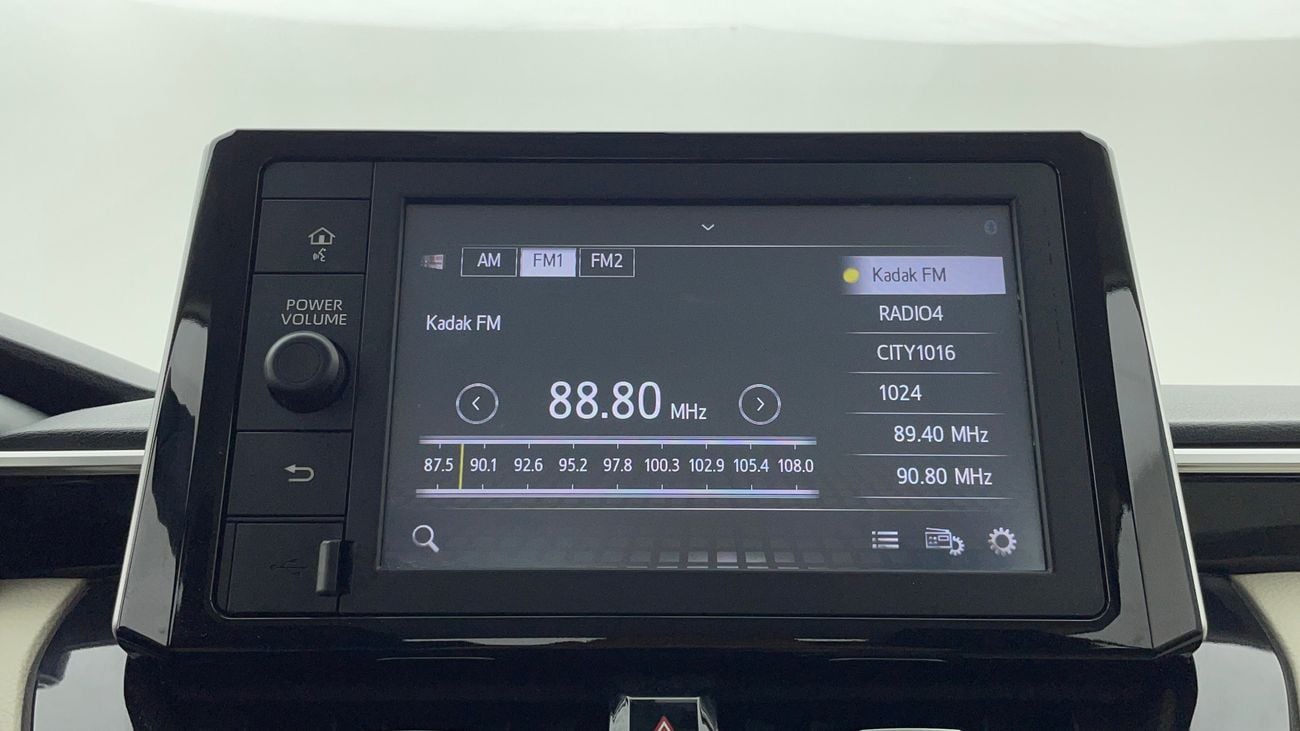 POWER
VOLUME
AM FM1 FM2
Kadak FM
88.80 MHz
87.5 90.1 92.6 95.2 97.8 100.3 102.9 105.4 108.0
Kadak FM
RADIO4
CITY1016
1024
89.40 MHz
90.80 MHz